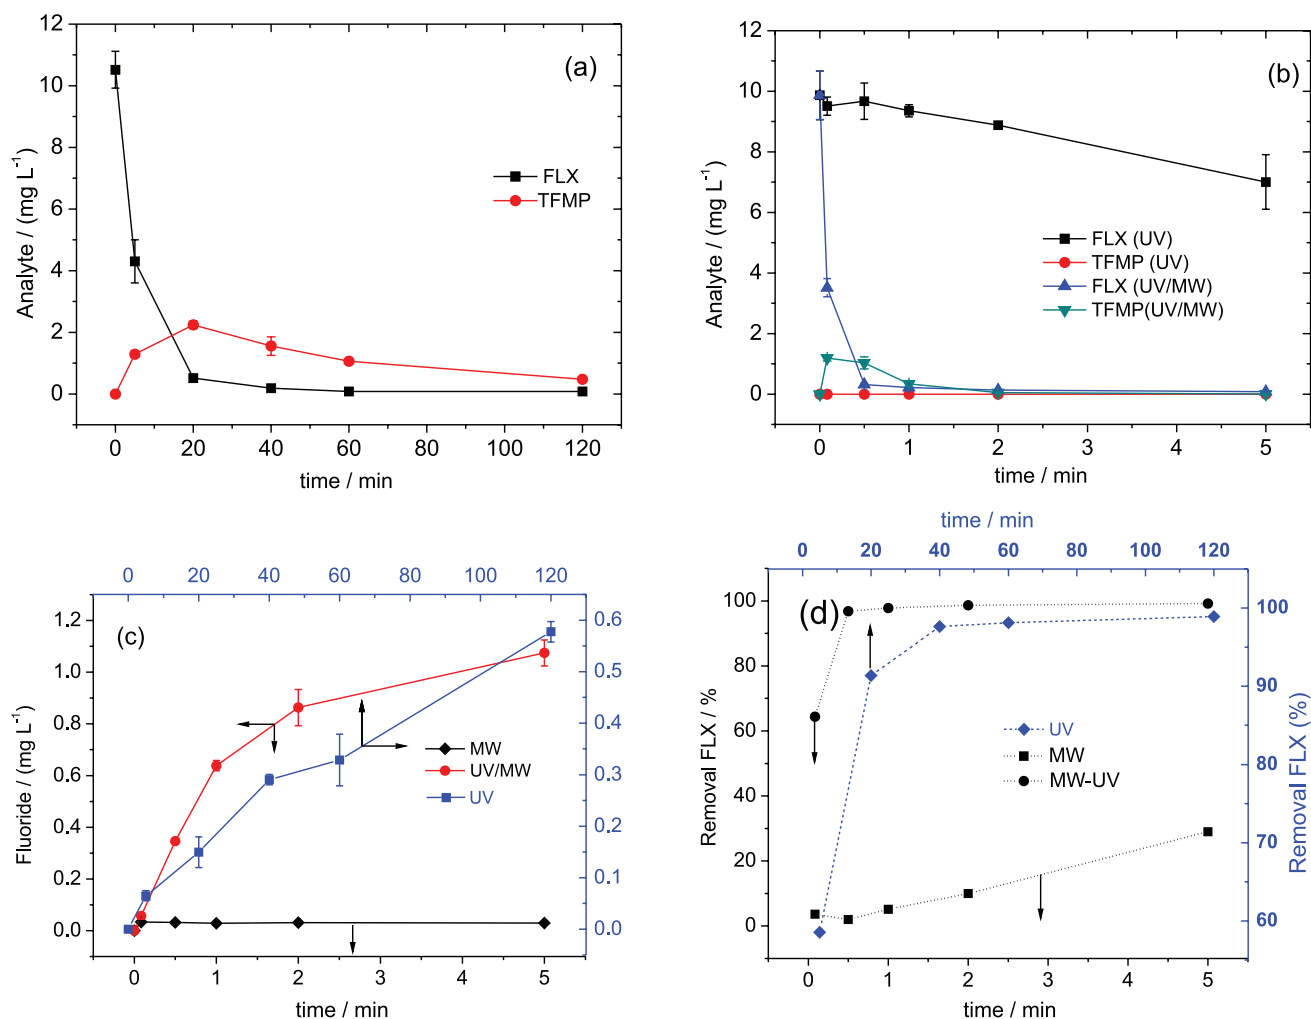 (a)
12
10
8
6
4
2
0
Analyte / (mg L⁻¹)
FLX
TFMP
0 20 40 60 80 100 120
time / min
(b)
12
10
8
6
4
2
0
Analyte / (mg L⁻¹)
FLX (UV)
TFMP (UV)
FLX (UV/MW)
TFMP(UV/MW)
0 1 2 3 4 5
time / min
0 20 40 60 80 100 120
(c)
1.2
1.0
0.8
0.6
0.4
0.2
0.0
Fluoride / (mg L⁻¹)
MW
UV/MW
UV
0.6
0.5
0.4
0.3
0.2
0.1
0.0
0 1 2 3 4 5
time / min
time / min
0 20 40 60 80 100 120
(d)
100
80
60
40
20
0
Removal FLX / %
UV
MW
MW-UV
100
90
80
70
60
Removal FLX (%)
0 1 2 3 4 5
time / min